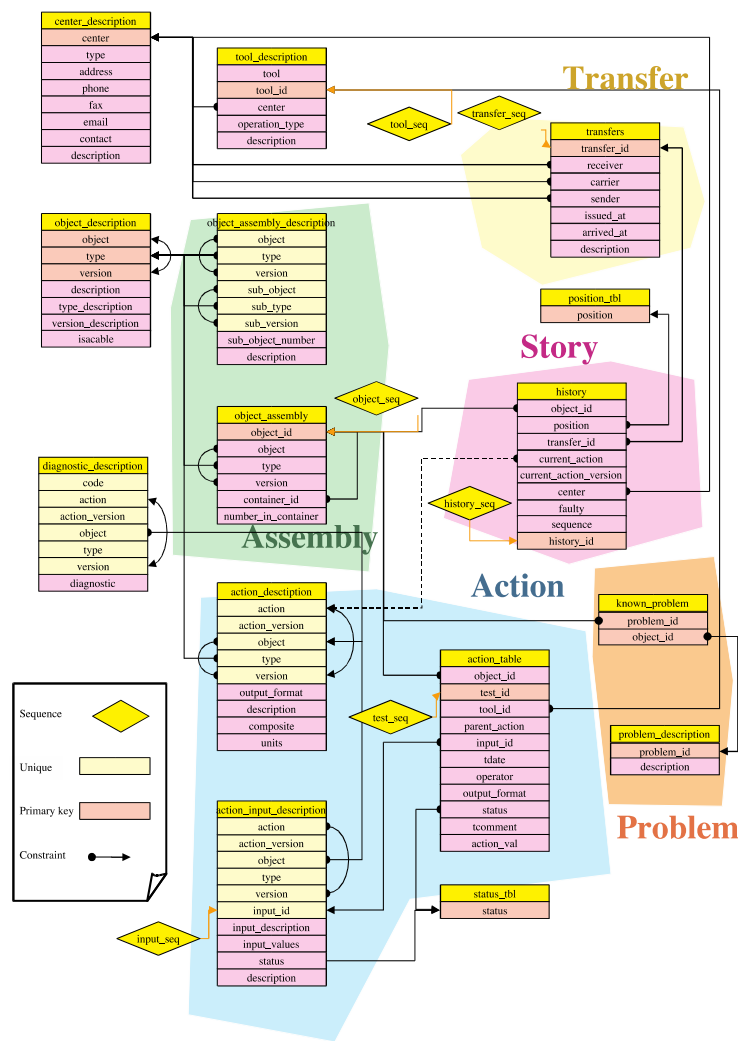 center_description
center
type
address
phone
fax
email
contact
description
tool_description
tool
tool_id
center
operation_type
description
tool_seq
transfer_seq
Transfer
transfers
transfer_id
receiver
carrier
sender
issued_at
arrived_at
description
object_description
object
type
version
description
type_description
version_description
isacable
object_assembly_description
object
type
version
sub_object
sub_type
sub_version
sub_object_number
description
position_tbl
position
Story
object_seq
history
object_id
position
transfer_id
current_action
current_action_version
center
faulty
sequence
history_id
history_seq
object_assembly
object_id
object
type
version
container_id
number_in_container
Assembly
diagnostic_description
code
action
action_version
object
type
version
diagnostic
Action
action_desctiption
action
action_version
object
type
version
output_format
description
composite
units
known_problem
problem_id
object_id
action_table
object_id
test_id
tool_id
parent_action
input_id
tdate
operator
output_format
status
tcomment
action_val
test_seq
problem_description
problem_id
description
Problem
Sequence
Unique
Primary key
Constraint
action_input_description
action
action_version
object
type
version
input_id
input_description
input_values
status
description
input_seq
status_tbl
status